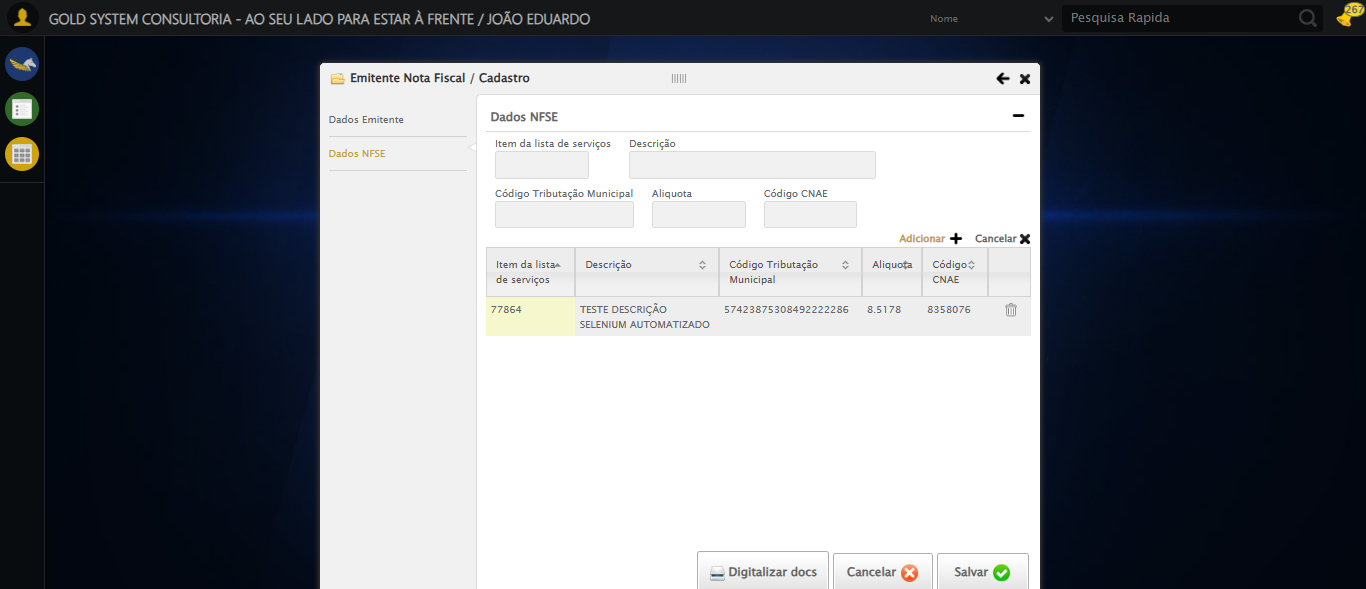 GOLD SYSTEM CONSULTORIA - AO SEU LADO PARA ESTAR À FRENTE / JOÃO EDUARDO
Nome
Pesquisa Rapida
267
Emitente Nota Fiscal / Cadastro
Dados Emitente
Dados NFSE
Dados NFSE
Item da lista de serviços Descrição
Código Tributação Municipal Aliquota Código CNAE
Adicionar Cancelar
Item da lista Descrição Código Tributação Aliquota Código
de serviços Municipal CNAE
77864 TESTE DESCRIÇÃO 57423875308492222286 8.5178 8358076
SELENIUM AUTOMATIZADO
Digitalizar docs Cancelar Salvar